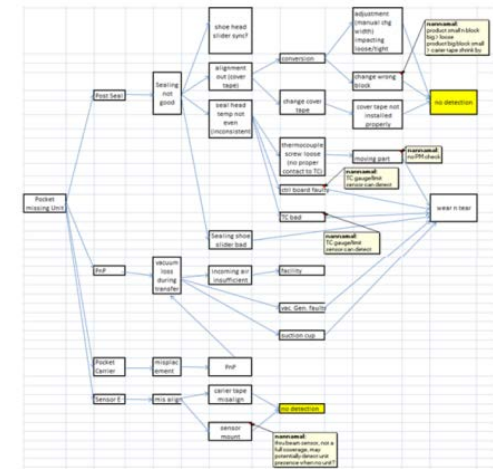 shoe head
slider sync?
adjustment
(manual chg
width)
impacting
loose/tight
nannamal:
product small n block
big > loose
product big block small
> carier tape shrink by
alignment
out (cover
tape)
conversion
change wrong
block
Post Seal
Sealing
not
good
seal head
temp not
even
(inconsistent
change cover
tape
cover tape not
installed
properly
no detection
thermocouple
screw loose
(no proper
contact to TC)
moving part
nannamal:
no PM check
nannamal:
TC gauge/limit
sensor can detect
ctrl board faulty
Pocket
missing Unit
TC bad
wear n tear
nannamal:
TC gauge/limit
sensor can detect
Sealing shoe
slider bad
PnP
vacuum
loss
during
transfer
Incoming air
insufficient
facility
vac. Gen. faulty
suction cup
Pocket
Carrier
misplac
ement
PnP
Sensor E
mis align
carier tape
misalign
no detection
sensor
mount
nannamal:
thru beam sensor, not a
full coverage, may
potentially detect unit
presence when no unit?